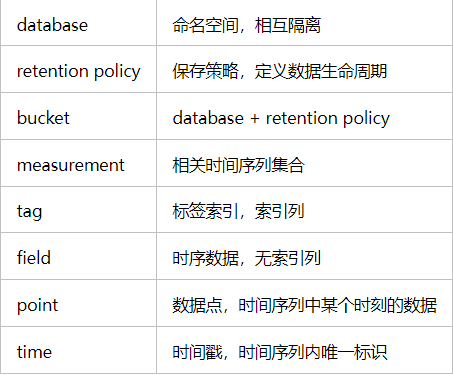 database 命名空间，相互隔离
retention policy 保存策略，定义数据生命周期
bucket database + retention policy
measurement 相关时间序列集合
tag 标签索引，索引列
field 时序数据，无索引列
point 数据点，时间序列中某个时刻的数据
time 时间戳，时间序列内唯一标识